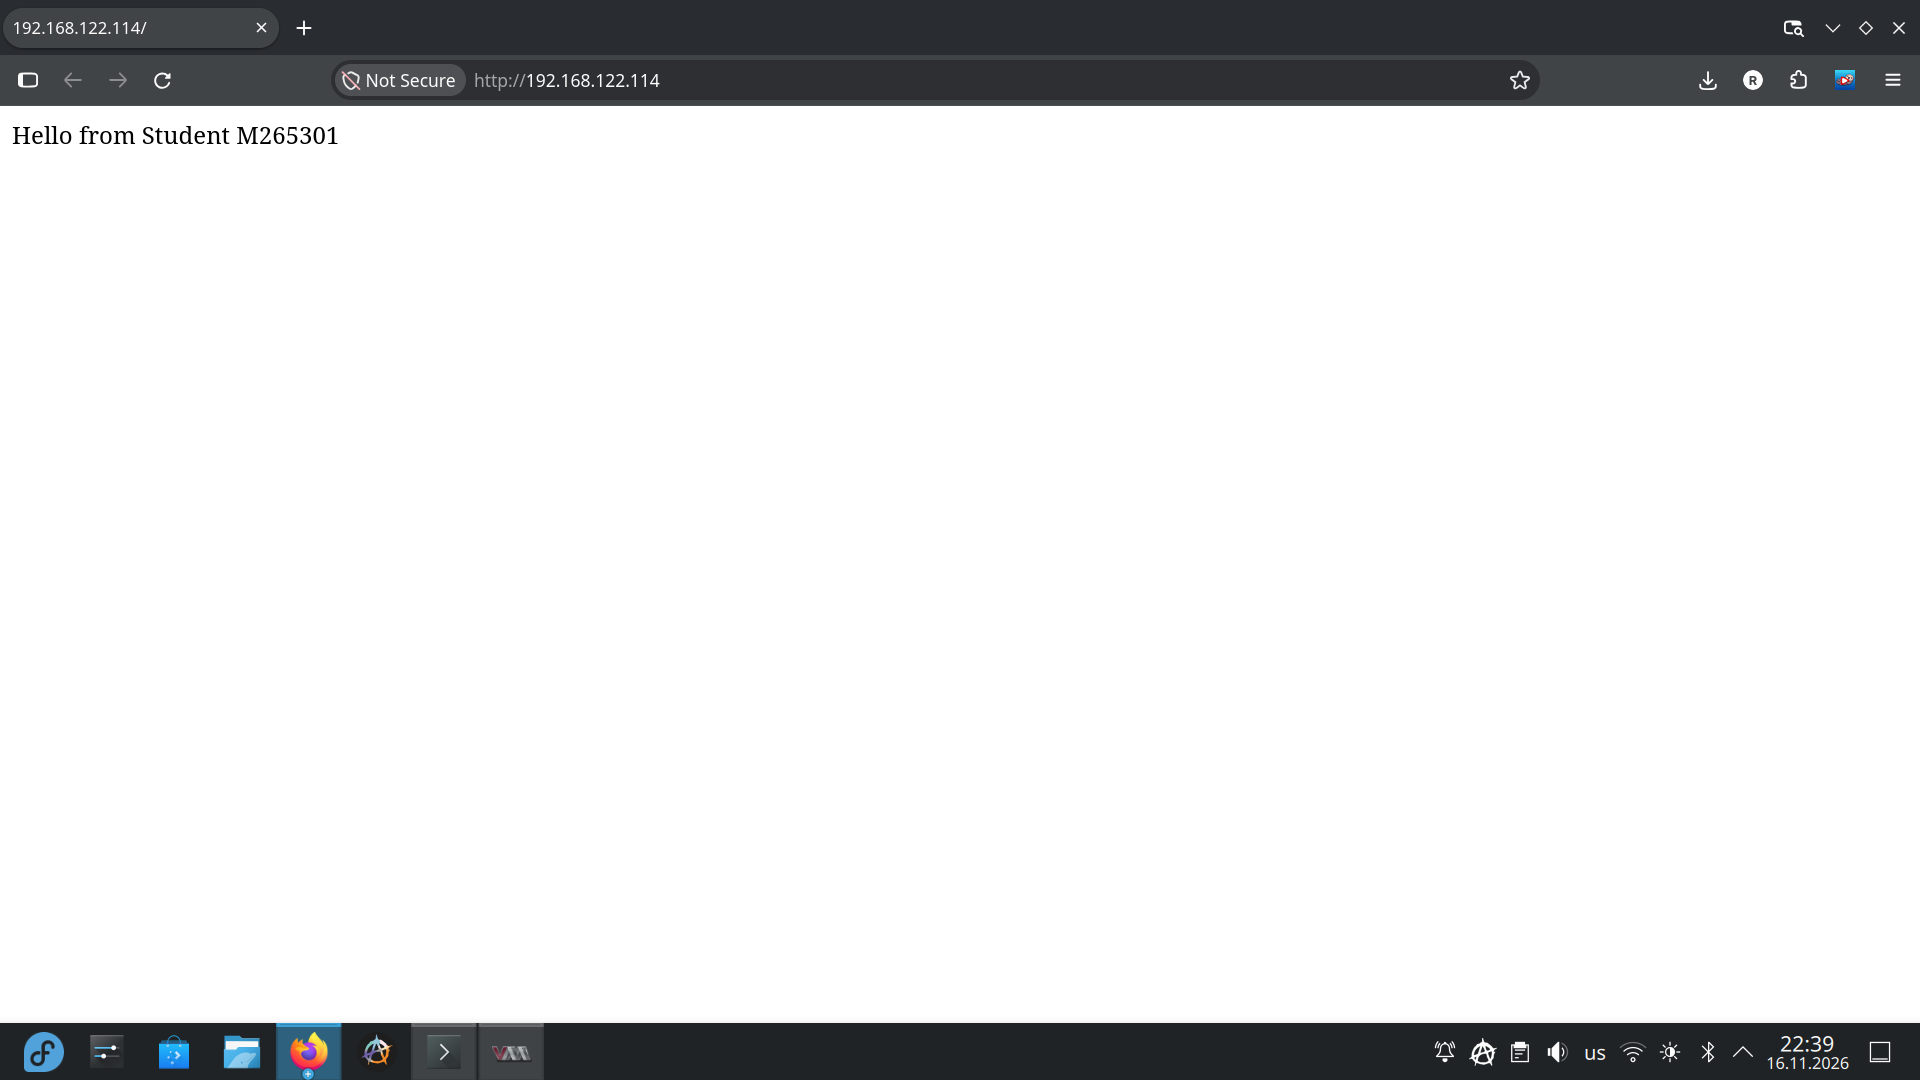 192.168.122.114/
Not Secure http://192.168.122.114
R
Hello from Student M265301
us
22:39
16.11.2026